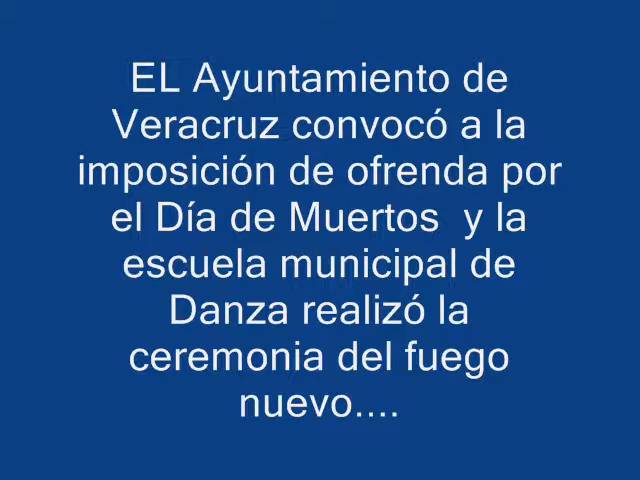 EL Ayuntamiento de
Veracruz convocó a la
imposición de ofrenda por
el Día de Muertos  y la
escuela municipal de
Danza realizó la
ceremonia del fuego
nuevo....